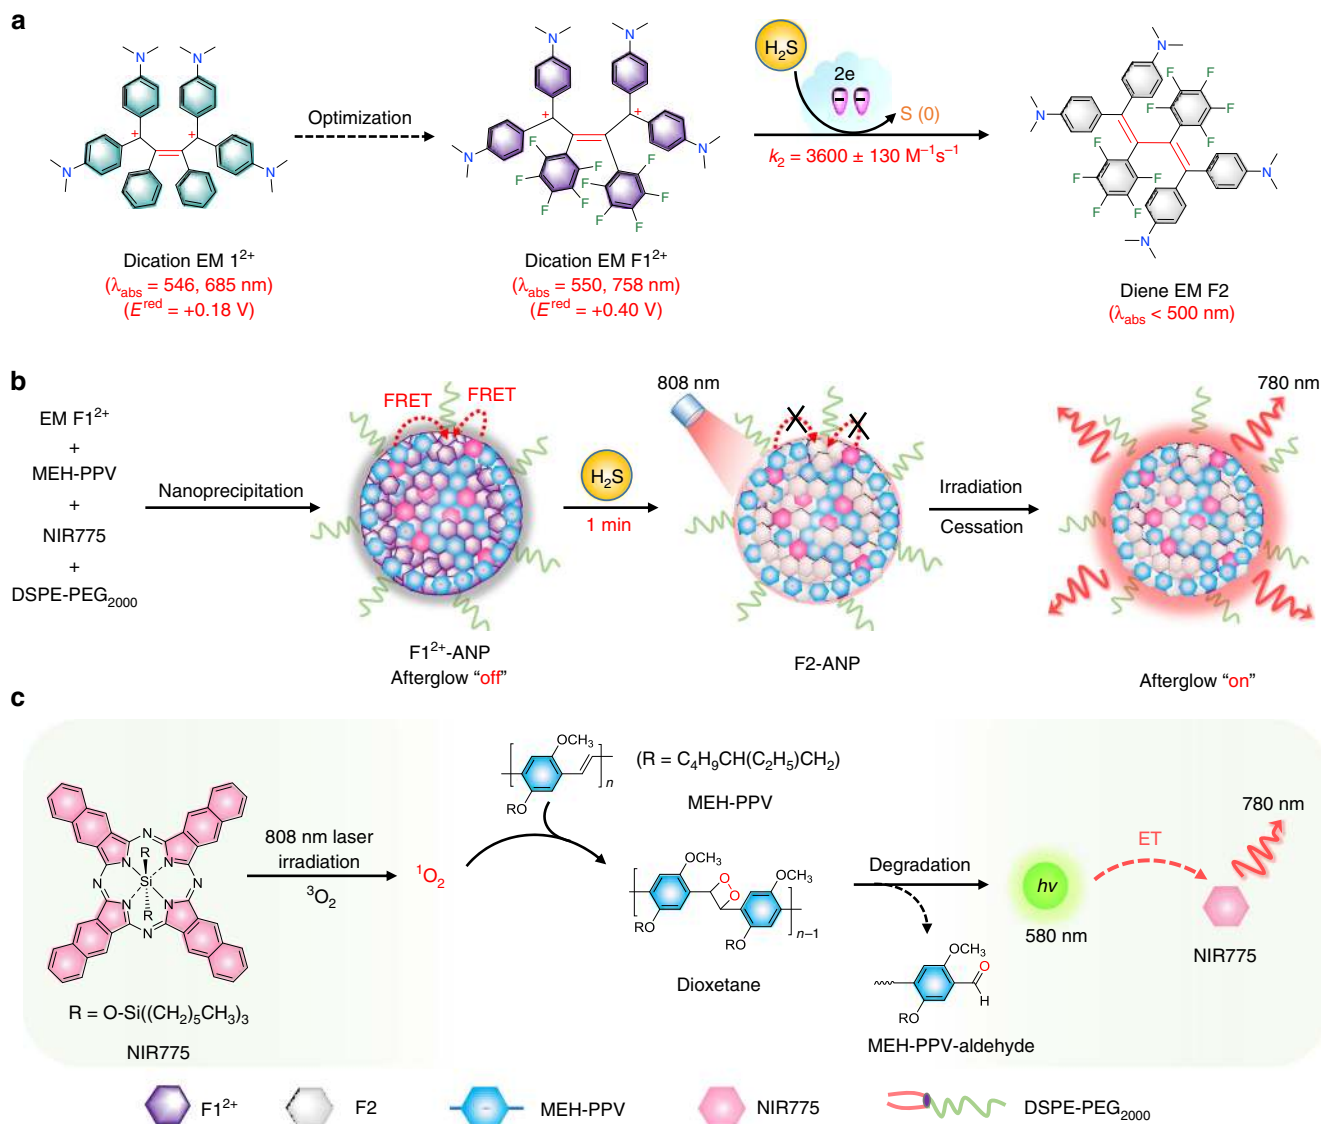 a
N
N
N
N
+
+
Dication EM 1²⁺
(λabs = 546, 685 nm)
(Eʳᵉᵈ = +0.18 V)
Optimization
N
N
N
N
+
+
F
F
F
F
F
F
F
F
F
F
Dication EM F1²⁺
(λabs = 550, 758 nm)
(Eʳᵉᵈ = +0.40 V)
H₂S
2e
S (0)
k₂ = 3600 ± 130 M⁻¹s⁻¹
N
N
N
N
F
F
F
F
F
F
F
F
F
F
Diene EM F2
(λabs < 500 nm)
b
EM F1²⁺
+
MEH-PPV
+
NIR775
+
DSPE-PEG₂₀₀₀
Nanoprecipitation
FRET
FRET
F1²⁺-ANP
Afterglow “off”
H₂S
1 min
808 nm
F2-ANP
Irradiation
Cessation
780 nm
Afterglow “on”
c
N
N
N
N
N
N
N
N
R
Si
R
R = O-Si((CH₂)₅CH₃)₃
NIR775
808 nm laser
irradiation
³O₂
¹O₂
OCH₃
RO
n
(R = C₄H₉CH(C₂H₅)CH₂)
MEH-PPV
OCH₃
O
O
OCH₃
RO
RO
n–1
Dioxetane
Degradation
OCH₃
O
H
RO
MEH-PPV-aldehyde
hv
580 nm
ET
780 nm
NIR775
F1²⁺
F2
MEH-PPV
NIR775
DSPE-PEG₂₀₀₀